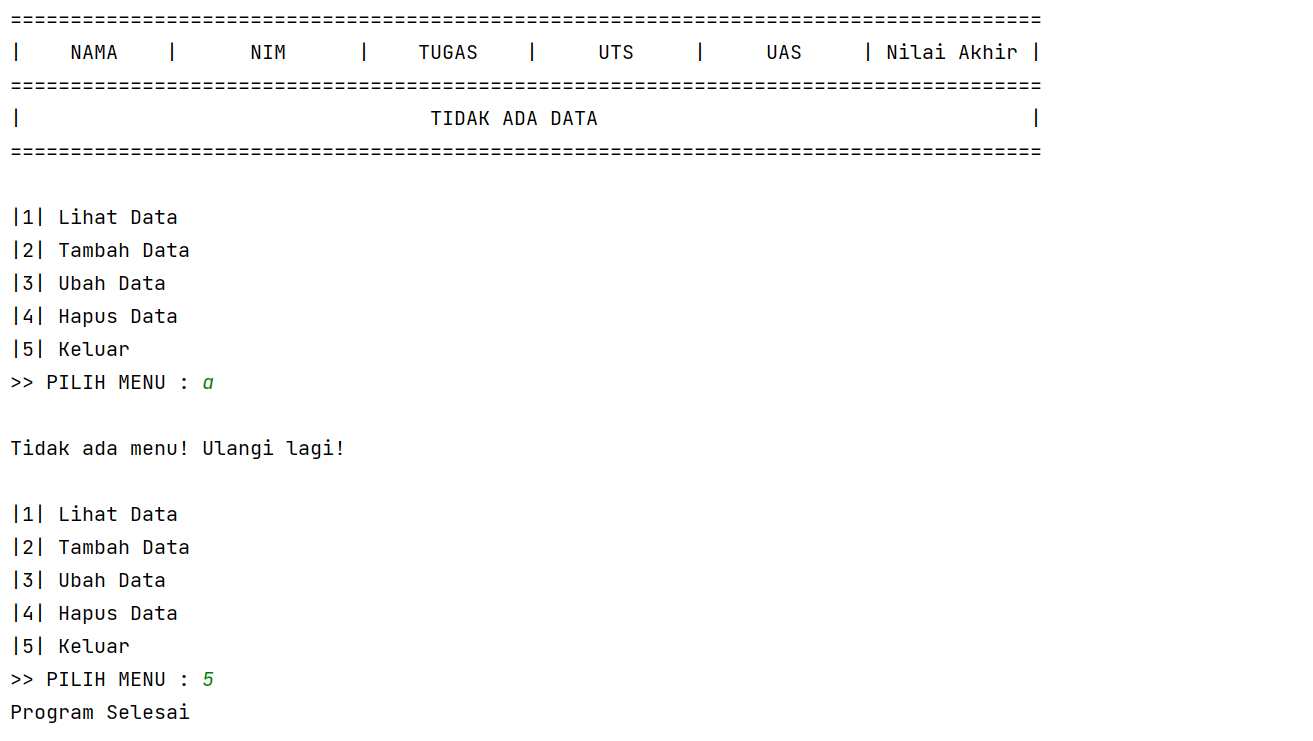 ======================================================================================
|    NAMA    |      NIM      |    TUGAS    |     UTS     |     UAS     | Nilai Akhir |
======================================================================================
|                                  TIDAK ADA DATA                                    |
======================================================================================
|1| Lihat Data
|2| Tambah Data
|3| Ubah Data
|4| Hapus Data
|5| Keluar
>> PILIH MENU : a
Tidak ada menu! Ulangi lagi!
|1| Lihat Data
|2| Tambah Data
|3| Ubah Data
|4| Hapus Data
|5| Keluar
>> PILIH MENU : 5
Program Selesai